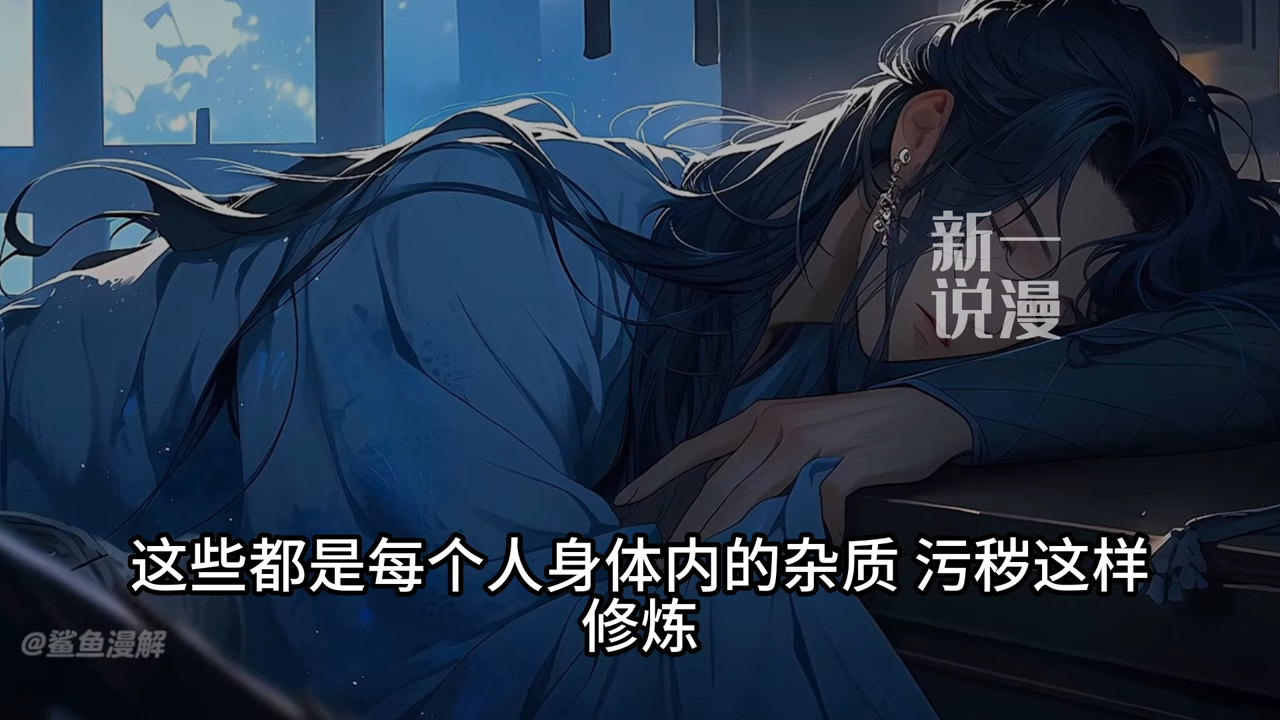 新一
说漫
这些都是每个人身体内的杂质 污秽这样
修炼
@鲨鱼漫解